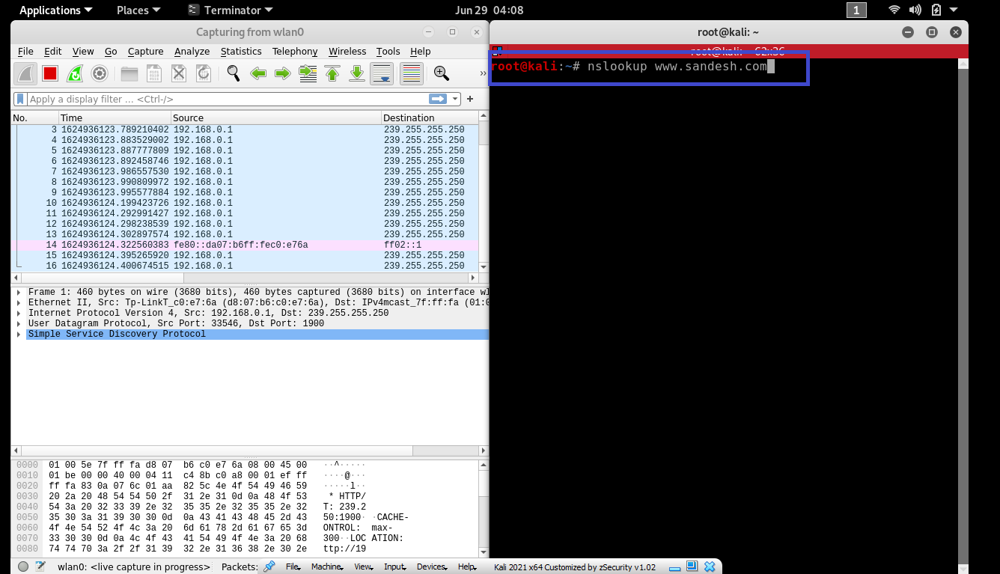 Applications Places Terminator Jun 29 04:08 1
Capturing from wlan0
File Edit View Go Capture Analyze Statistics Telephony Wireless Tools Help
Apply a display filter ... <Ctrl-/>
No. Time Source Destination
3 1624936123.789210402 192.168.0.1 239.255.255.250
4 1624936123.883529002 192.168.0.1 239.255.255.250
5 1624936123.887777809 192.168.0.1 239.255.255.250
6 1624936123.892458746 192.168.0.1 239.255.255.250
7 1624936123.986557530 192.168.0.1 239.255.255.250
8 1624936123.990809972 192.168.0.1 239.255.255.250
9 1624936123.995577884 192.168.0.1 239.255.255.250
10 1624936124.199423726 192.168.0.1 239.255.255.250
11 1624936124.292991427 192.168.0.1 239.255.255.250
12 1624936124.298238539 192.168.0.1 239.255.255.250
13 1624936124.302897574 192.168.0.1 239.255.255.250
14 1624936124.322560383 fe80::da07:b6ff:fec0:e76a ff02::1
15 1624936124.395265920 192.168.0.1 239.255.255.250
16 1624936124.400674515 192.168.0.1 239.255.255.250
Frame 1: 460 bytes on wire (3680 bits), 460 bytes captured (3680 bits) on interface wl
Ethernet II, Src: Tp-LinkT_c0:e7:6a (d8:07:b6:c0:e7:6a), Dst: IPv4mcast_7f:ff:fa (01:0
Internet Protocol Version 4, Src: 192.168.0.1, Dst: 239.255.255.250
User Datagram Protocol, Src Port: 33546, Dst Port: 1900
Simple Service Discovery Protocol
0000 01 00 5e 7f ff fa d8 07 b6 c0 e7 6a 08 00 45 00 ··^·····
0010 01 be 00 00 40 00 04 11 c4 8b c0 a8 00 01 ef ff ····@···
0020 ff fa 83 0a 07 6c 01 aa 82 5c 4e 4f 54 49 46 59 ·····l··
0030 20 2a 20 48 54 54 50 2f 31 2e 31 0d 0a 48 4f 53 * HTTP/
0040 54 3a 20 32 33 39 2e 32 35 35 2e 32 35 35 2e 32 T: 239.2
0050 35 30 3a 31 39 30 30 0d 0a 43 41 43 48 45 2d 43 50:1900· ·CACHE-
0060 4f 4e 54 52 4f 4c 3a 20 6d 61 78 2d 61 67 65 3d ONTROL: max-
0070 33 30 30 0d 0a 4c 4f 43 41 54 49 4f 4e 3a 20 68 300··LOC ATION:
0080 74 74 70 3a 2f 2f 31 39 32 2e 31 36 38 2e 30 2e ttp://19
wlan0: <live capture in progress> Packets:
File Machine View Input Devices Help Kali 2021 x64 Customized by zSecurity v1.02
root@kali: ~
root@kali: ~ 62x36
root@kali:~# nslookup www.sandesh.com